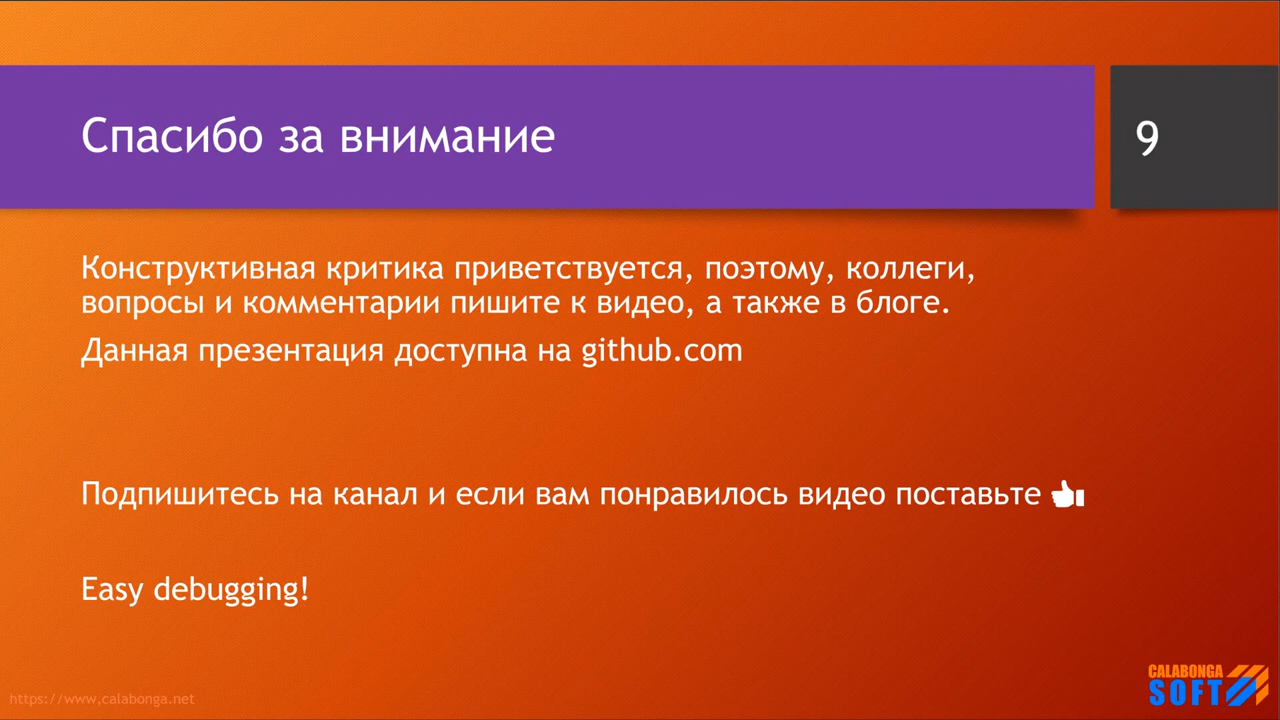 Спасибо за внимание
9
Конструктивная критика приветствуется, поэтому, коллеги,
вопросы и комментарии пишите к видео, а также в блоге.
Данная презентация доступна на github.com
Подпишитесь на канал и если вам понравилось видео поставьте
Easy debugging!
https://www.calabonga.net
CALABONGA
SOFT